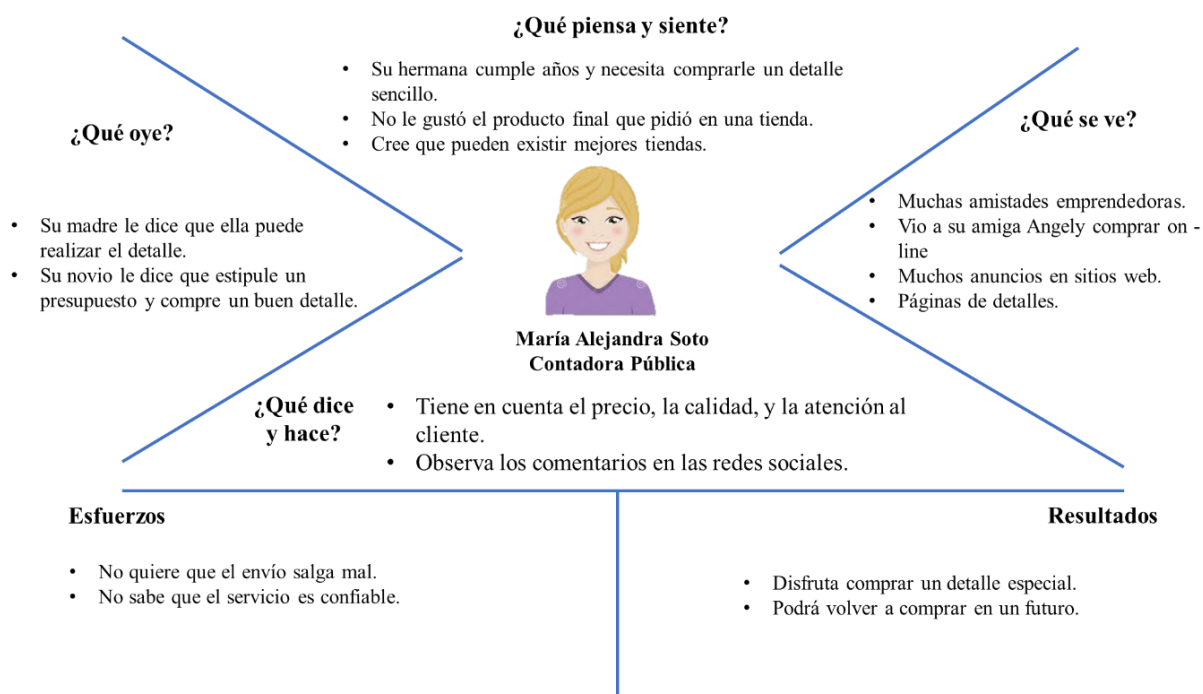 ¿Qué piensa y siente?
• Su hermana cumple años y necesita comprarle un detalle
sencillo.
• No le gustó el producto final que pidió en una tienda.
• Cree que pueden existir mejores tiendas.
¿Qué oye?
• Su madre le dice que ella puede
realizar el detalle.
• Su novio le dice que estipule un
presupuesto y compre un buen detalle.
¿Qué se ve?
• Muchas amistades emprendedoras.
• Vio a su amiga Angely comprar on -
line
• Muchos anuncios en sitios web.
• Páginas de detalles.
María Alejandra Soto
Contadora Pública
¿Qué dice
y hace?
• Tiene en cuenta el precio, la calidad, y la atención al
cliente.
• Observa los comentarios en las redes sociales.
Esfuerzos
• No quiere que el envío salga mal.
• No sabe que el servicio es confiable.
Resultados
• Disfruta comprar un detalle especial.
• Podrá volver a comprar en un futuro.